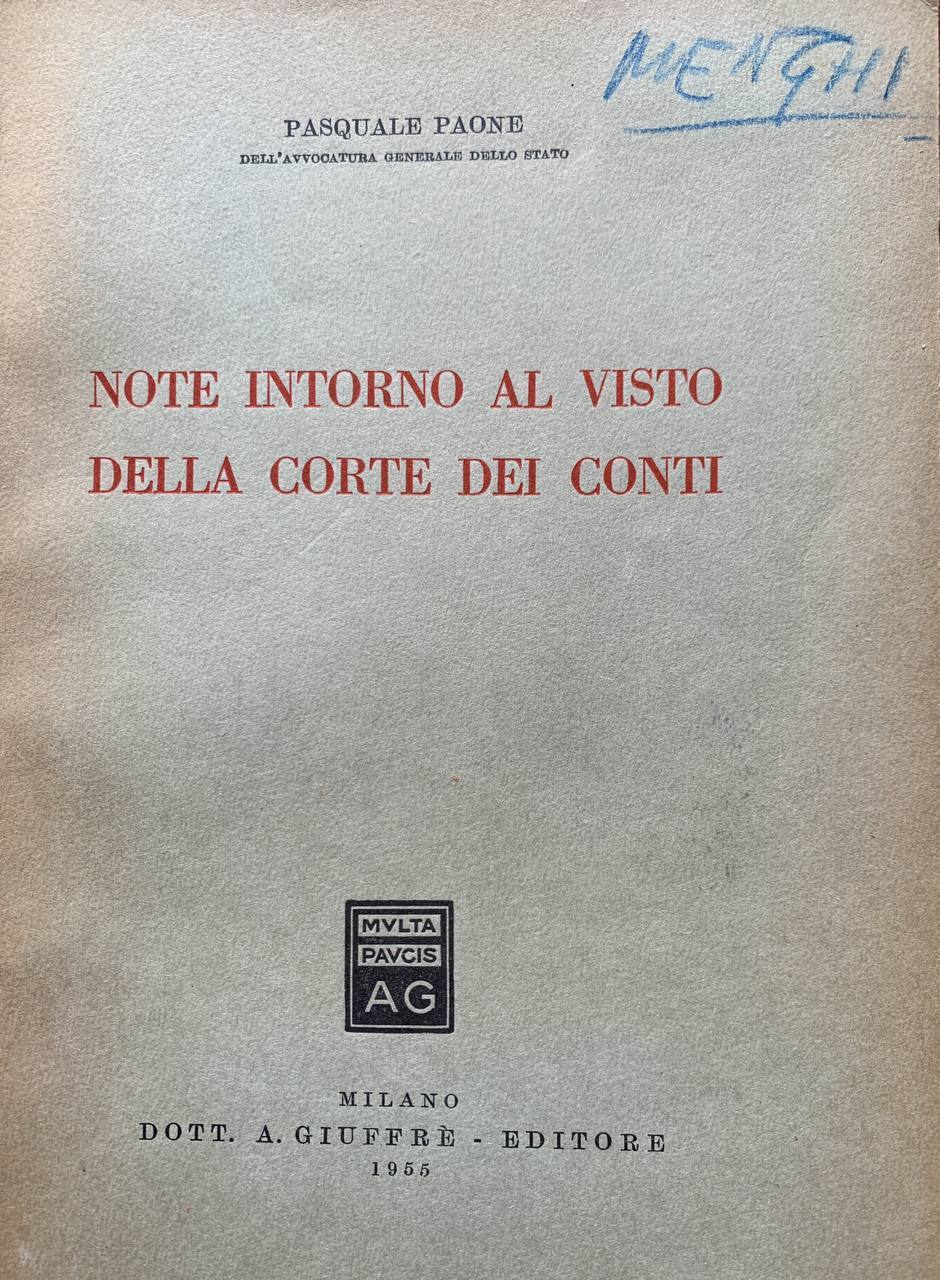 MENGHI
PASQUALE PAONE
DELL'AVVOCATURA GENERALE DELLO STATO
NOTE INTORNO AL VISTO
DELLA CORTE DEI CONTI
MVLTA
PAVCIS
AG
MILANO
DOTT. A. GIUFFRÈ - EDITORE
1955